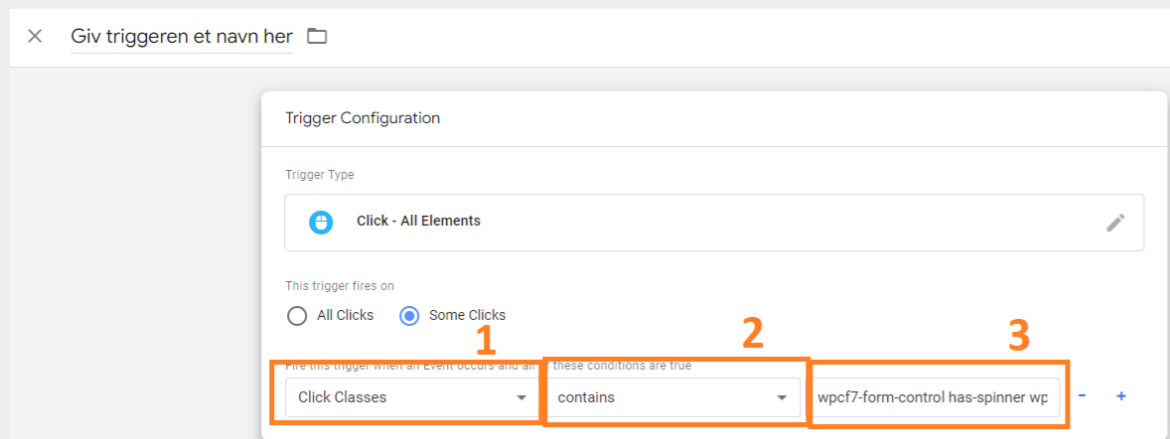 Giv triggeren et navn her
Trigger Configuration
Trigger Type
Click - All Elements
This trigger fires on
All Clicks Some Clicks
1 2 3
Fire this trigger when an Event occurs and all of these conditions are true
Click Classes contains wpcf7-form-control has-spinner wp - +